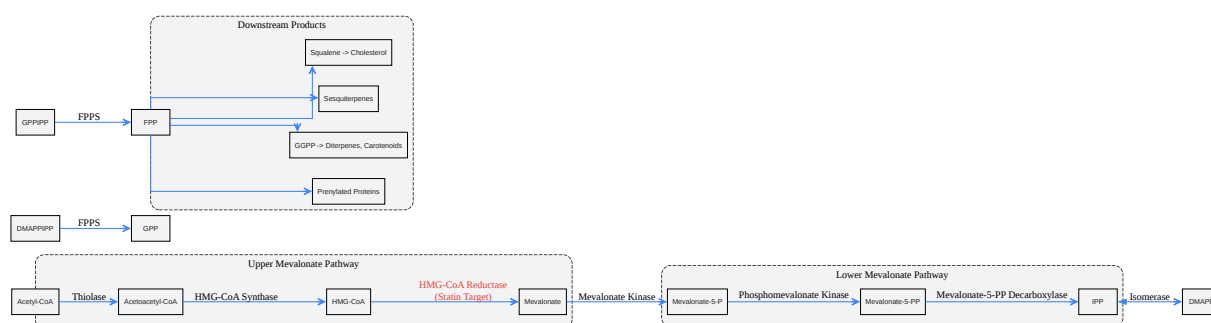 Downstream Products
Squalene -> Cholesterol
Sesquiterpenes
GPPIPP
FPPS
FPP
GGPP -> Diterpenes, Carotenoids
Prenylated Proteins
DMAPPIPP
FPPS
GPP
Upper Mevalonate Pathway
Lower Mevalonate Pathway
Acetyl-CoA
Thiolase
Acetoacetyl-CoA
HMG-CoA Synthase
HMG-CoA
HMG-CoA Reductase
(Statin Target)
Mevalonate
Mevalonate Kinase
Mevalonate-5-P
Phosphomevalonate Kinase
Mevalonate-5-PP
Mevalonate-5-PP Decarboxylase
IPP
Isomerase